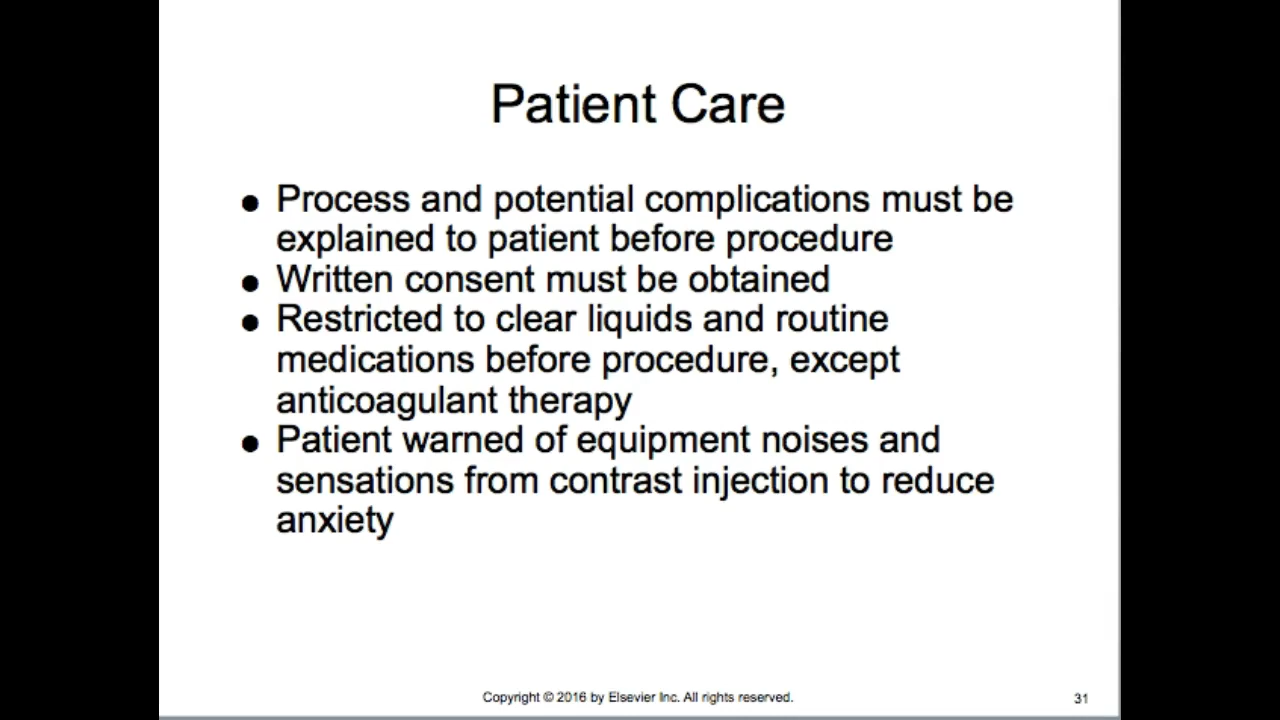 Patient Care
● Process and potential complications must be
explained to patient before procedure
● Written consent must be obtained
● Restricted to clear liquids and routine
medications before procedure, except
anticoagulant therapy
● Patient warned of equipment noises and
sensations from contrast injection to reduce
anxiety
Copyright © 2016 by Elsevier Inc. All rights reserved.
31